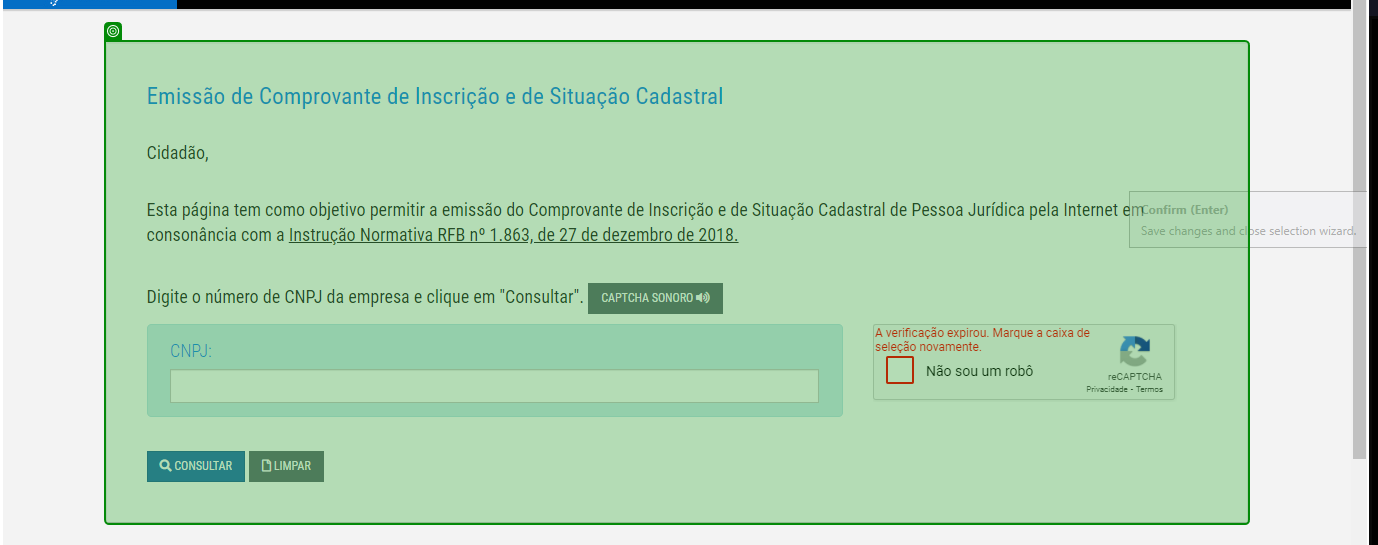 Emissão de Comprovante de Inscrição e de Situação Cadastral
Cidadão,
Esta página tem como objetivo permitir a emissão do Comprovante de Inscrição e de Situação Cadastral de Pessoa Jurídica pela Internet em
consonância com a Instrução Normativa RFB nº 1.863, de 27 de dezembro de 2018.
Confirm (Enter)
Save changes and close selection wizard.
Digite o número de CNPJ da empresa e clique em "Consultar". CAPTCHA SONORO
CNPJ:
A verificação expirou. Marque a caixa de
seleção novamente.
Não sou um robô
reCAPTCHA
Privacidade - Termos
CONSULTAR LIMPAR